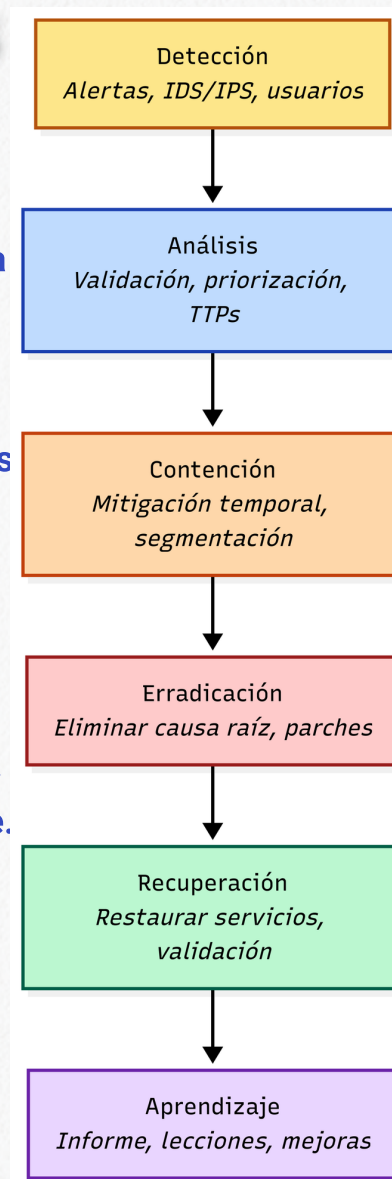 Detección
Alertas, IDS/IPS, usuarios
Análisis
Validación, priorización,
TTPs
Contención
Mitigación temporal,
segmentación
Erradicación
Eliminar causa raíz, parches
Recuperación
Restaurar servicios,
validación
Aprendizaje
Informe, lecciones, mejoras